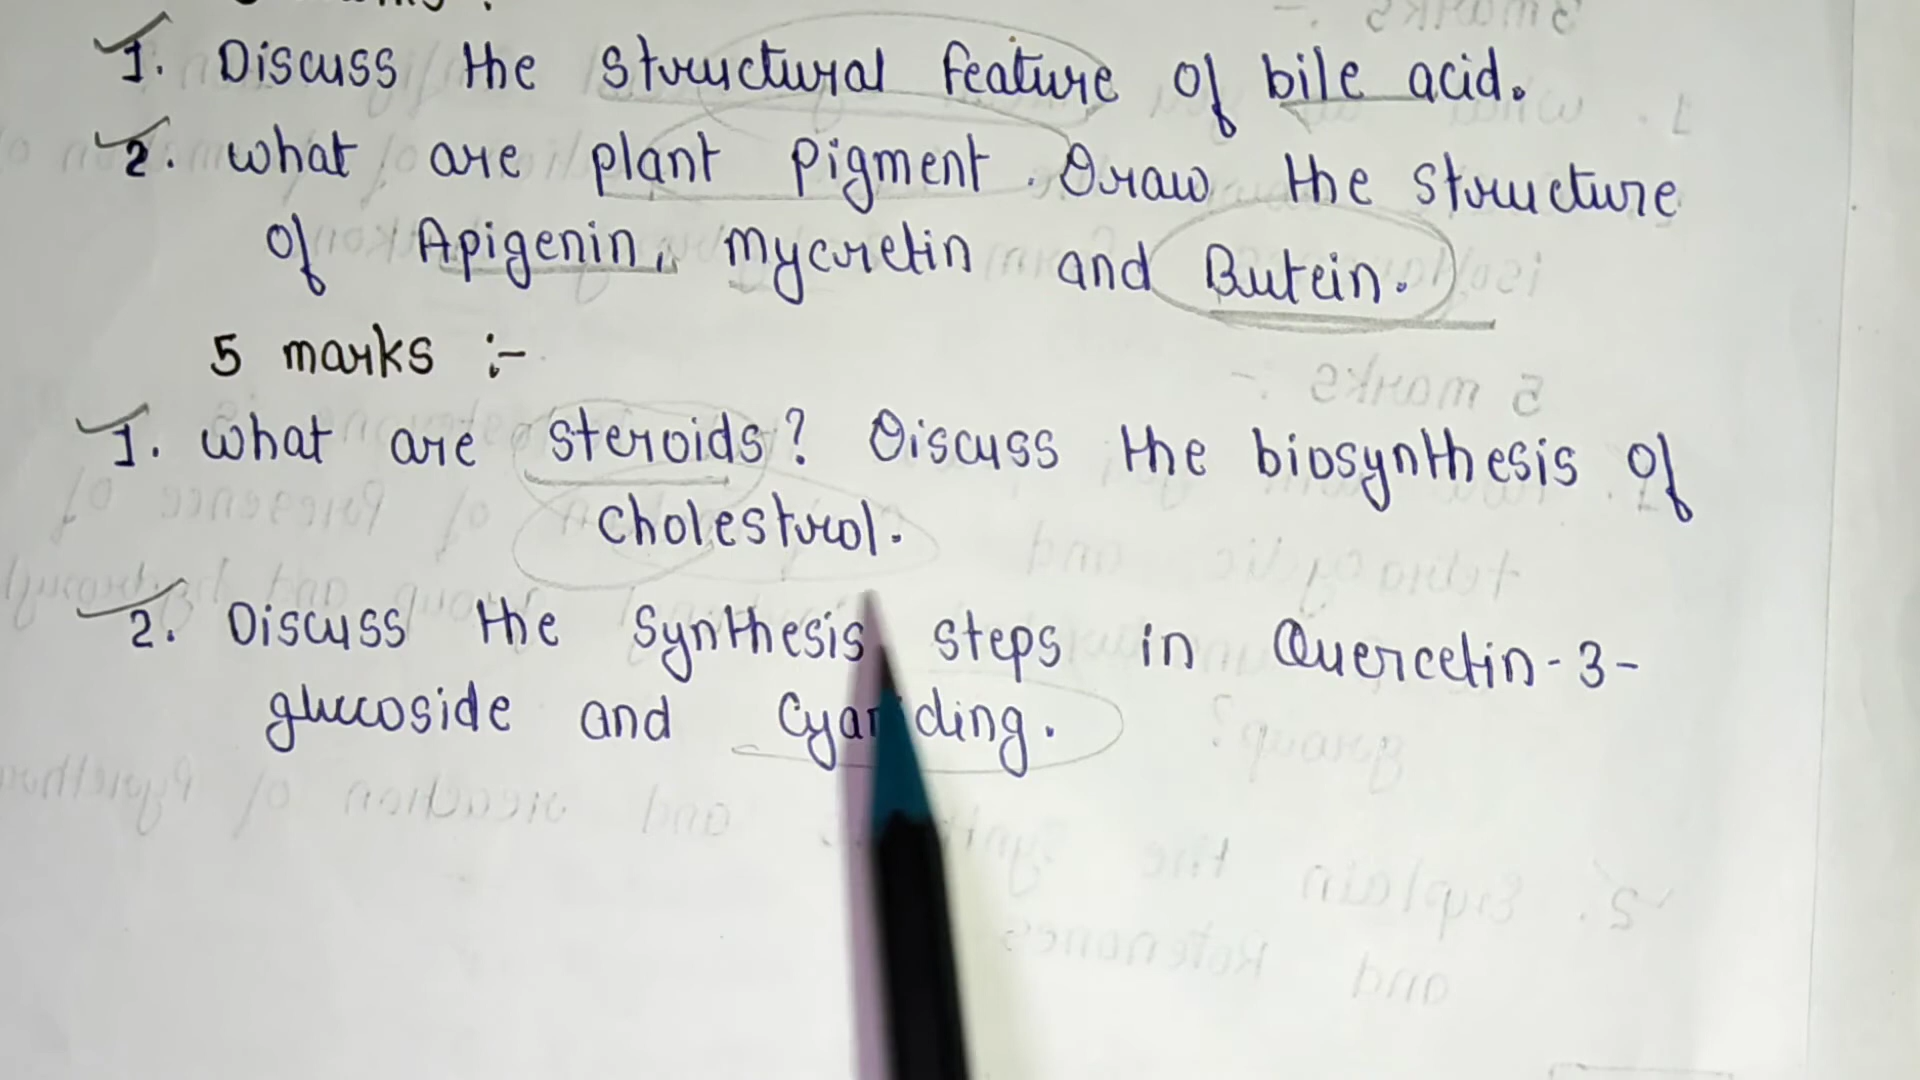 1. Discuss the structural feature of bile acid.
2. What are plant pigment. Draw the structure
of Apigenin, mycretin and Butein.
5 marks :-
1. What are steroids? Discuss the biosynthesis of
cholestrol.
2. Discuss the synthesis steps in Quercetin-3-
glucoside and